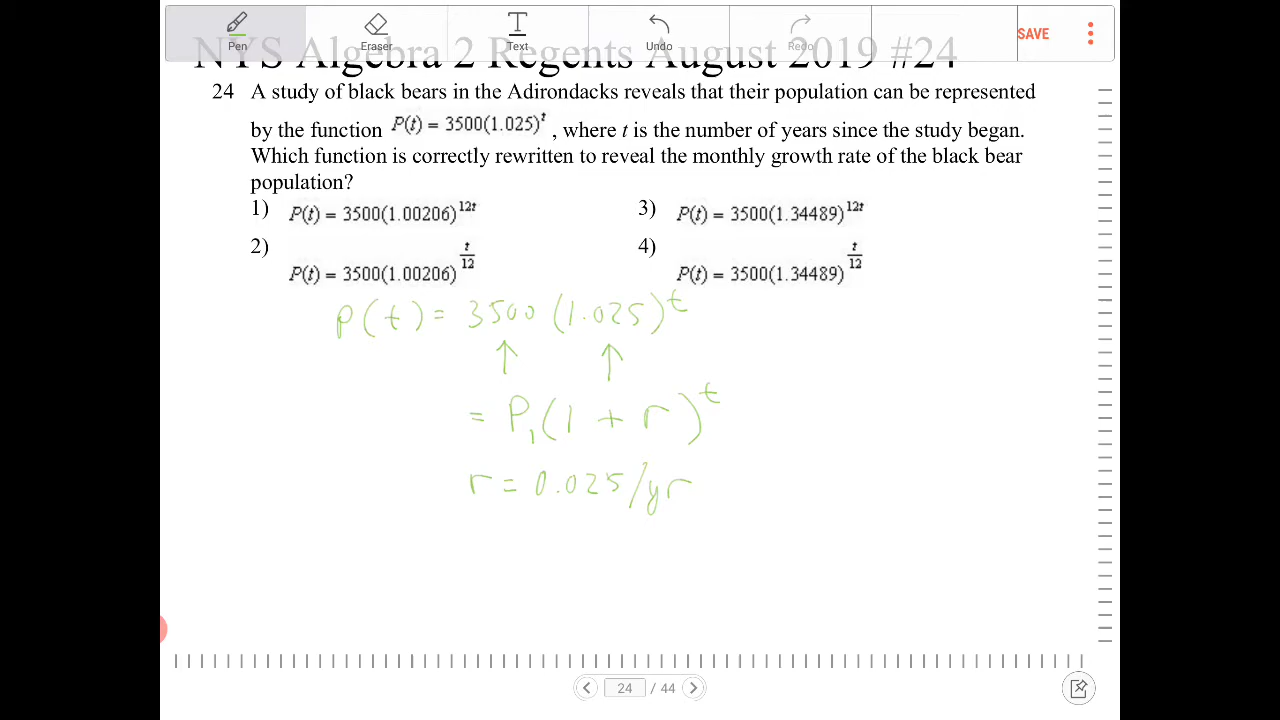 Pen
Eraser
Text
Undo
Redo
SAVE
NYS Algebra 2 Regents August 2019 #24
24 A study of black bears in the Adirondacks reveals that their population can be represented
by the function P(t) = 3500(1.025)^t, where t is the number of years since the study began.
Which function is correctly rewritten to reveal the monthly growth rate of the black bear
population?
1) P(t) = 3500(1.00206)^12t
2) P(t) = 3500(1.00206)^t/12
3) P(t) = 3500(1.34489)^12t
4) P(t) = 3500(1.34489)^t/12
P(t) = 3500 (1.025)^t
↑ ↑
= P₁(1 + r)^t
r = 0.025/yr
24 / 44